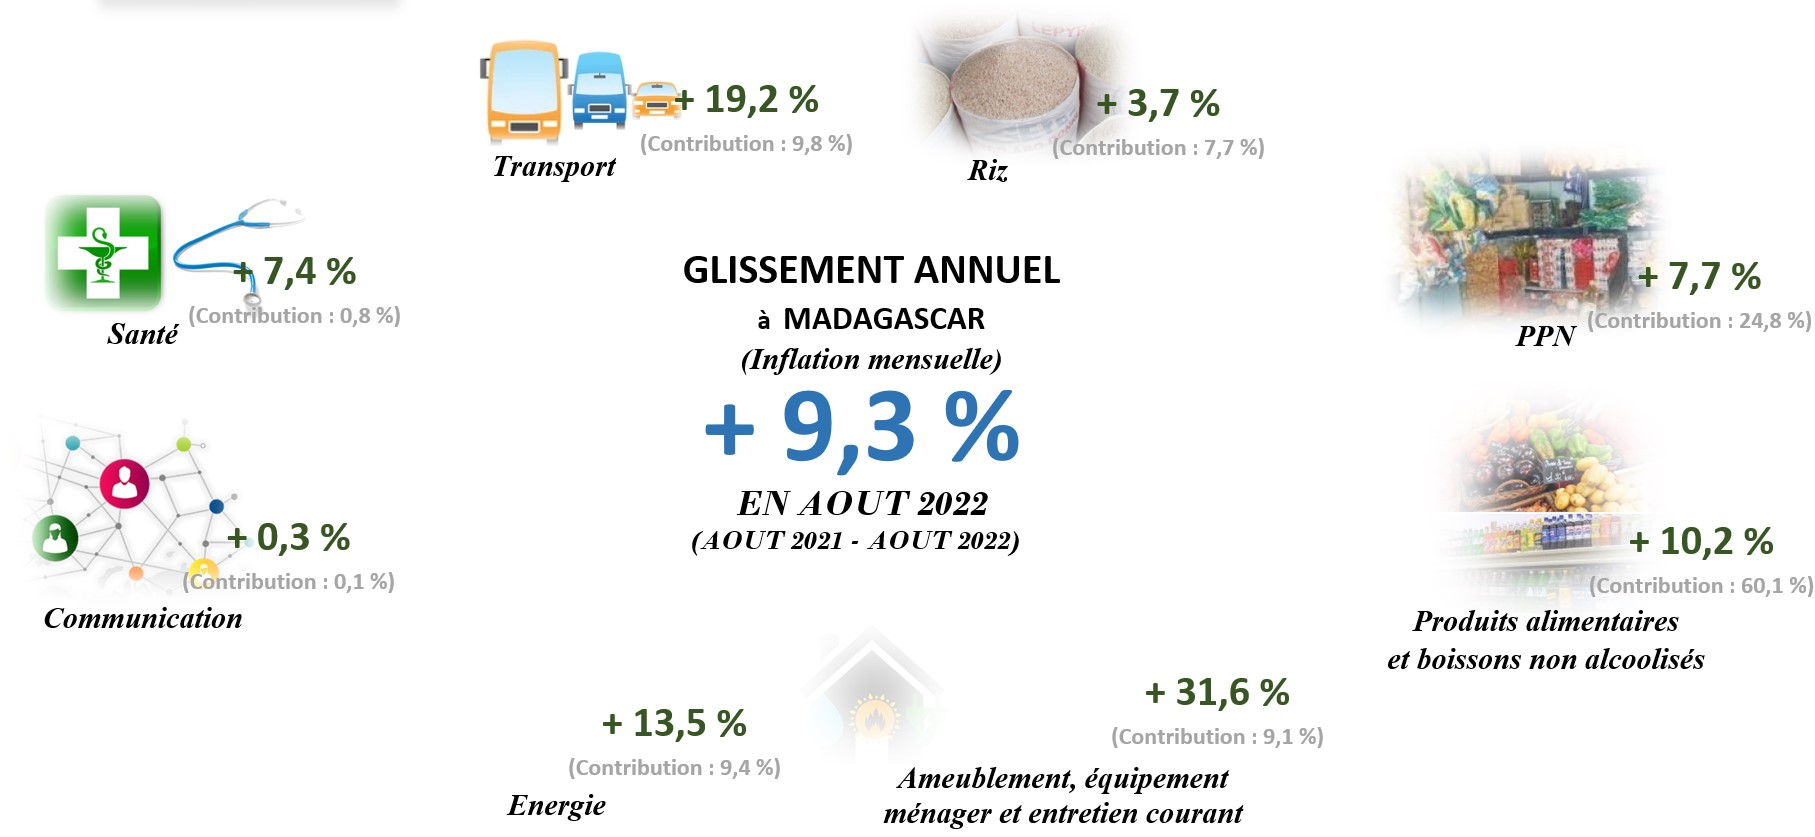 + 19,2 %
(Contribution : 9,8 %)
Transport
+ 3,7 %
(Contribution : 7,7 %)
Riz
+ 7,4 %
(Contribution : 0,8 %)
Santé
GLISSEMENT ANNUEL
à MADAGASCAR
(Inflation mensuelle)
+ 9,3 %
EN AOUT 2022
(AOUT 2021 - AOUT 2022)
+ 7,7 %
(Contribution : 24,8 %)
PPN
+ 0,3 %
(Contribution : 0,1 %)
Communication
+ 10,2 %
(Contribution : 60,1 %)
Produits alimentaires
et boissons non alcoolisés
+ 13,5 %
(Contribution : 9,4 %)
Energie
+ 31,6 %
(Contribution : 9,1 %)
Ameublement, équipement
ménager et entretien courant